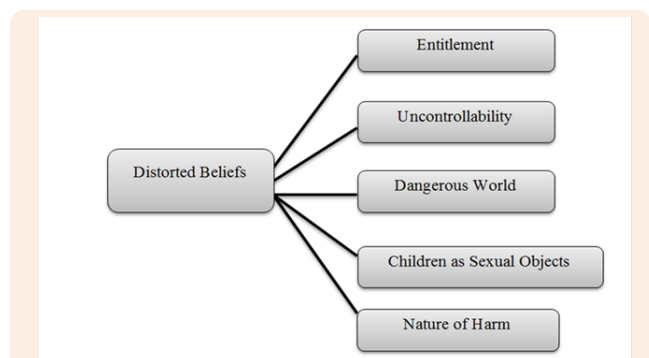 Entitlement
Uncontrollability
Distorted Beliefs
Dangerous World
Children as Sexual Objects
Nature of Harm